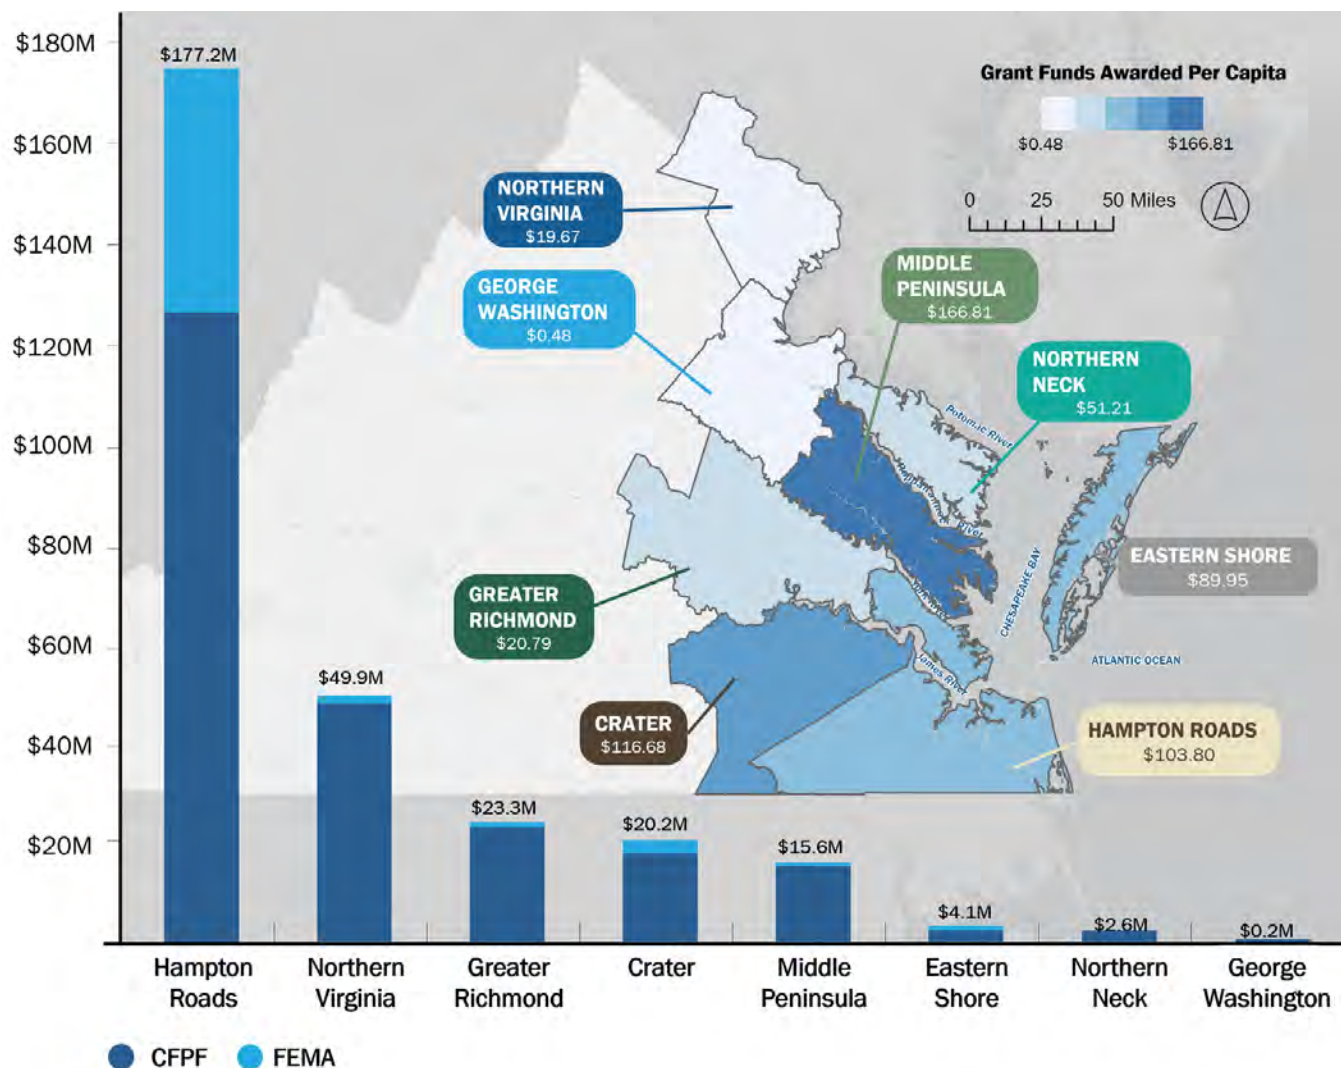 $180M
$160M
$140M
$120M
$100M
$80M
$60M
$40M
$20M
$177.2M
$49.9M
$23.3M
$20.2M
$15.6M
$4.1M
$2.6M
$0.2M
Hampton
Roads
Northern
Virginia
Greater
Richmond
Crater
Middle
Peninsula
Eastern
Shore
Northern
Neck
George
Washington
CFPF
FEMA
Grant Funds Awarded Per Capita
$0.48
$166.81
0 25 50 Miles
NORTHERN
VIRGINIA
$19.67
GEORGE
WASHINGTON
$0.48
MIDDLE
PENINSULA
$166.81
NORTHERN
NECK
$51.21
EASTERN SHORE
$89.95
GREATER
RICHMOND
$20.79
CRATER
$116.68
HAMPTON ROADS
$103.80
Potomac River
Rappahannock River
CHESAPEAKE BAY
James River
ATLANTIC OCEAN